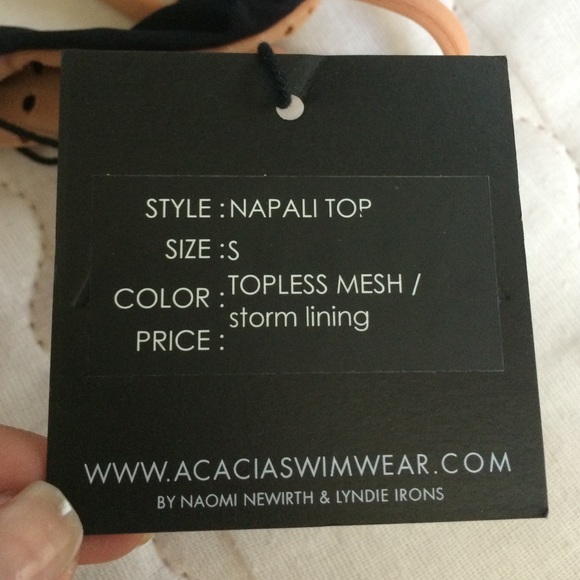 STYLE : NAPALI TOP
SIZE : S
COLOR : TOPLESS MESH /
storm lining
PRICE :
WWW.ACACIASWIMWEAR.COM
BY NAOMI NEWIRTH & LYNDIE IRONS